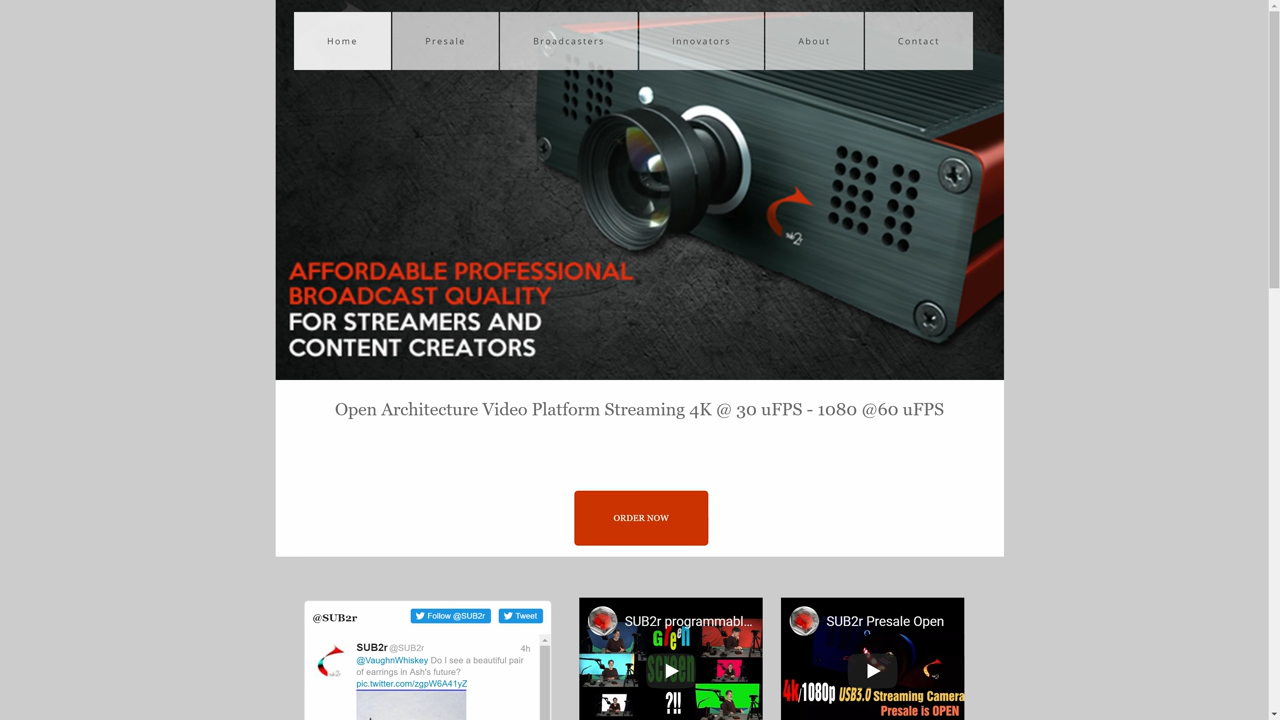 Home
Presale
Broadcasters
Innovators
About
Contact
sub2r
AFFORDABLE PROFESSIONAL
BROADCAST QUALITY
FOR STREAMERS AND
CONTENT CREATORS
Open Architecture Video Platform Streaming 4K @ 30 uFPS - 1080 @60 uFPS
ORDER NOW
@SUB2r
Follow @SUB2r
Tweet
SUB2r @SUB2r 4h
@VaughnWhiskey Do I see a beautiful pair
of earrings in Ash's future?
pic.twitter.com/zgpW6A41yZ
SUB2r programmabl...
Green
screen
?!!
SUB2r Presale Open
4k/1080p USB3.0 Streaming Camera
Presale is OPEN